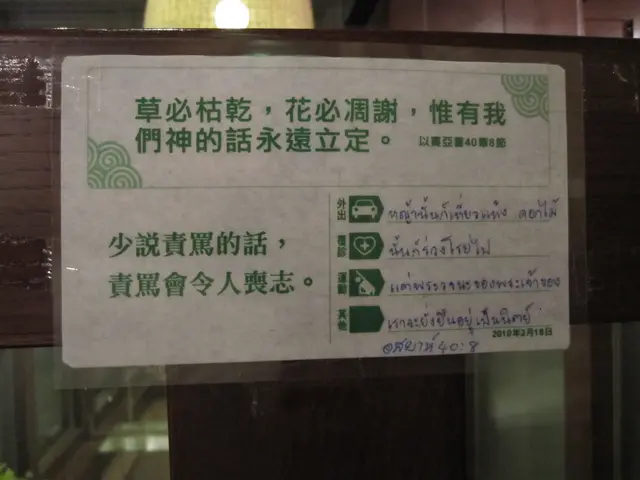 草必枯乾，花必凋謝，惟有我
們神的話永遠立定。 以賽亞書40章8節
少説責罵的話，
責罵會令人喪志。
外出 หญ้านั้นก็เหี่ยวแห้ง ดอกไม้
覆診 นั้นก็ร่วงโรยไป
運動 แต่พระวจนะของพระเจ้าของ
其他 เราจะยั่งยืนอยู่เป็นนิตย์
2019年2月18日
อสยาห์ 40:8